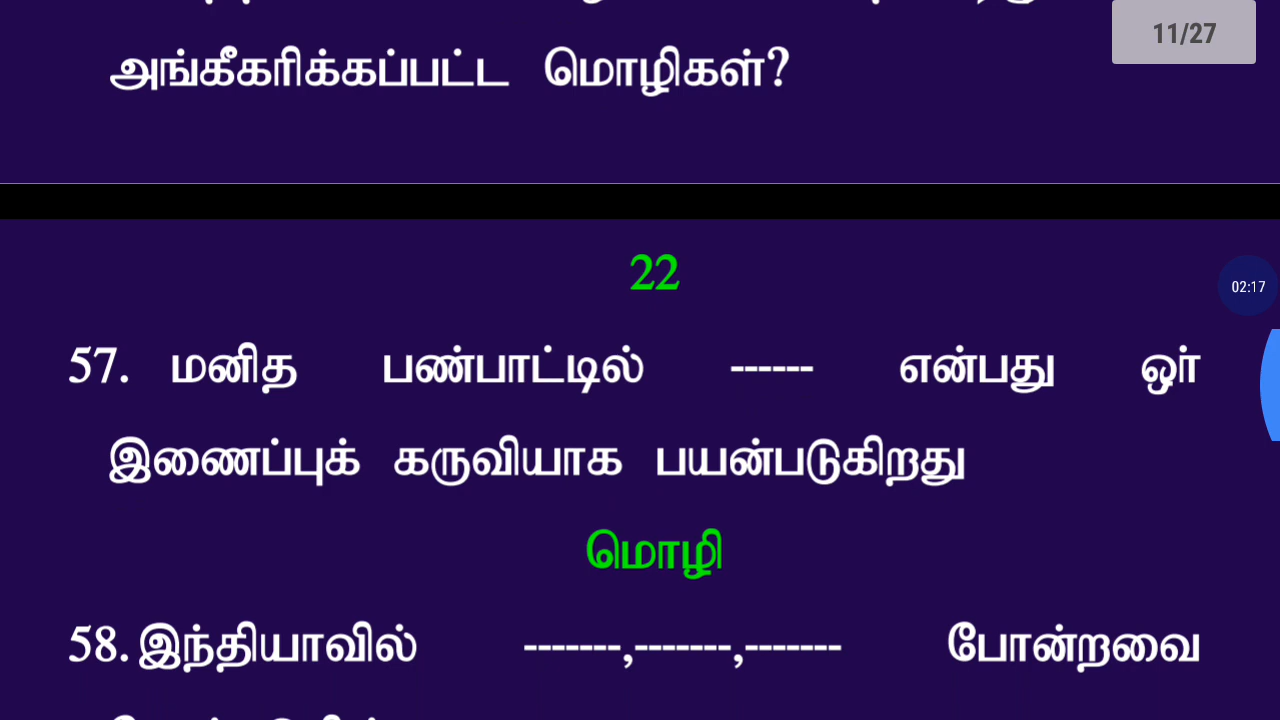 11/27
அங்கீகரிக்கப்பட்ட மொழிகள்?
22
02:17
57. மனித பண்பாட்டில் ------ என்பது ஓர்
இணைப்புக் கருவியாக பயன்படுகிறது
மொழி
58. இந்தியாவில் -------,-------,------- போன்றவை